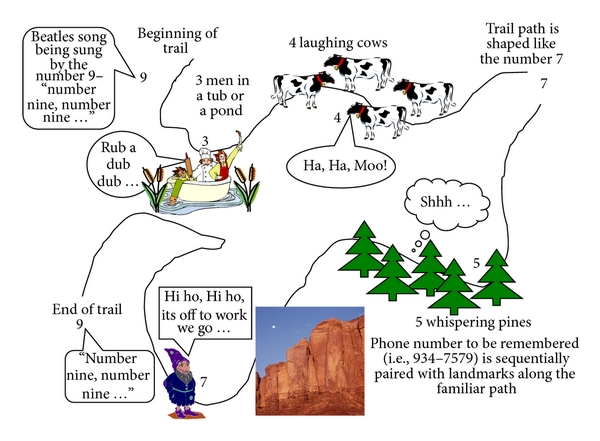 Beatles song
being sung
by the
number 9–
“number
nine, number
nine ...”
9
Beginning of
trail
3 men in
a tub or
a pond
3
Rub a
dub
dub ...
4 laughing cows
4
Ha, Ha, Moo!
Trail path is
shaped like
the number 7
7
Shhh ...
5
5 whispering pines
Phone number to be remembered
(i.e., 934–7579) is sequentially
paired with landmarks along the
familiar path
Hi ho, Hi ho,
its off to work
we go ...
7
End of trail
9
“Number
nine, number
nine ...”